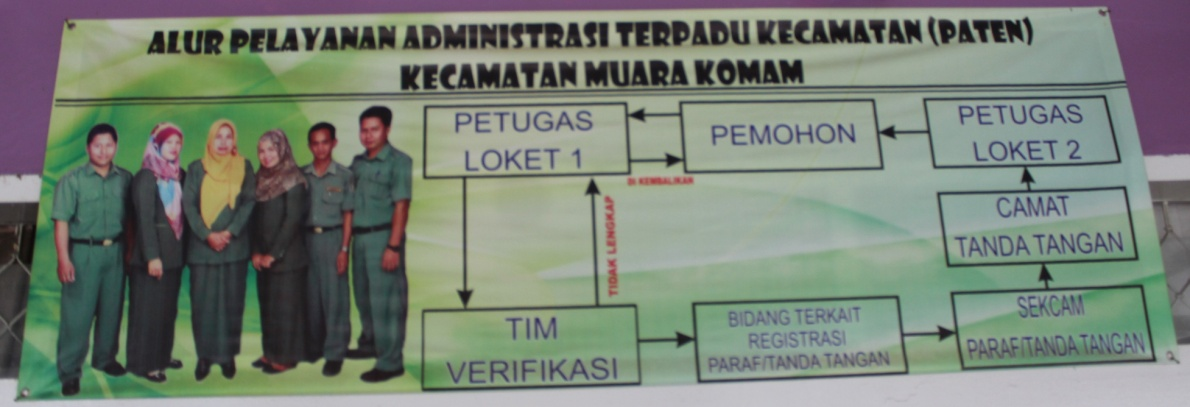 ALUR PELAYANAN ADMINISTRASI TERPADU KECAMATAN (PATEN)
KECAMATAN MUARA KOMAM
PETUGAS
LOKET 1
PEMOHON
PETUGAS
LOKET 2
DI KEMBALIKAN
TIDAK LENGKAP
CAMAT
TANDA TANGAN
TIM
VERIFIKASI
BIDANG TERKAIT
REGISTRASI
PARAF/TANDA TANGAN
SEKCAM
PARAF/TANDA TANGAN